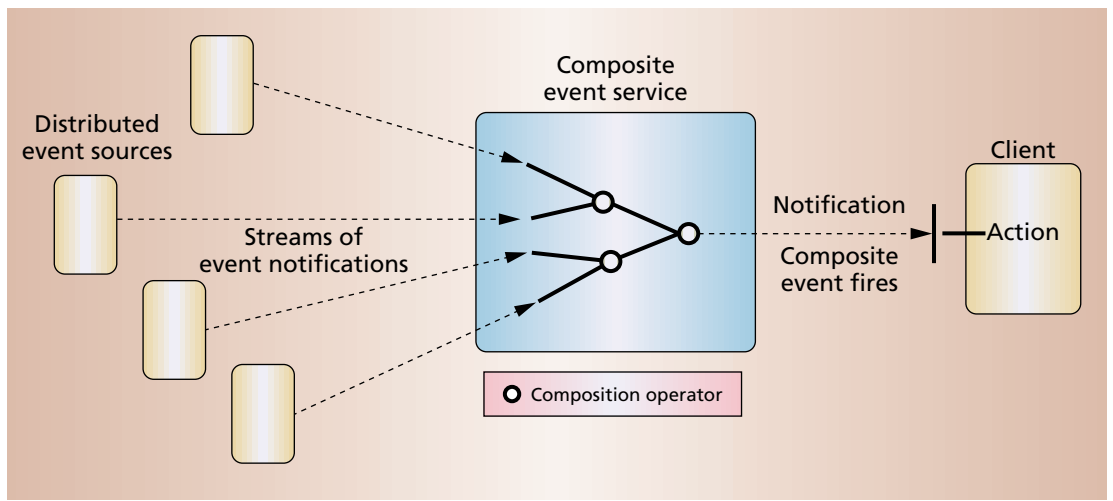 Distributed
event sources
Streams of
event notifications
Composite
event service
Composition operator
Notification
Composite
event fires
Client
Action